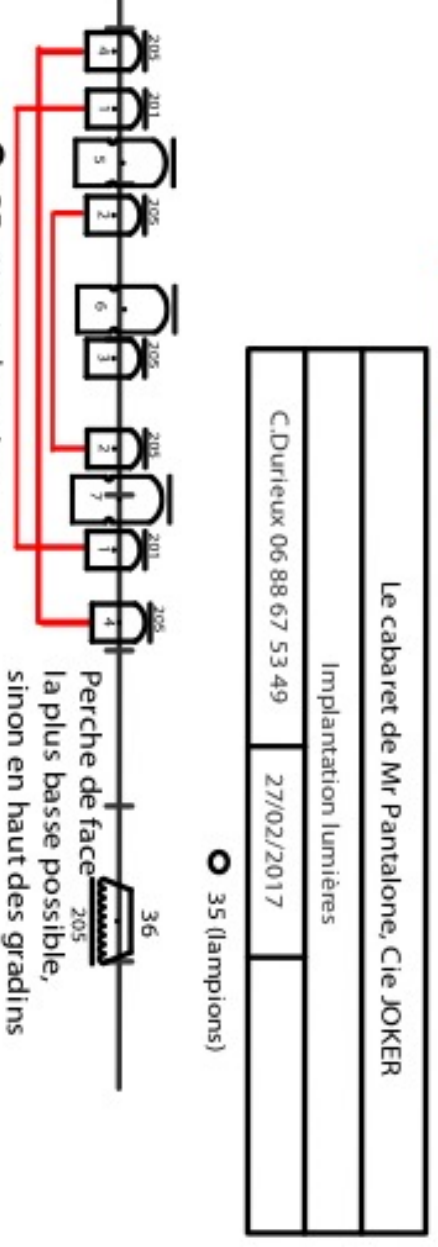 Le cabaret de Mr Pantalone, Cie JOKER
Implantation lumières
C.Durieux 06 88 67 53 49 27/02/2017
35 (lampions)
205 201 205 205 205 201 205 36
4 1 5 2 6 3 2 7 1 4
Perche de face 205
la plus basse possible,
sinon en haut des gradins